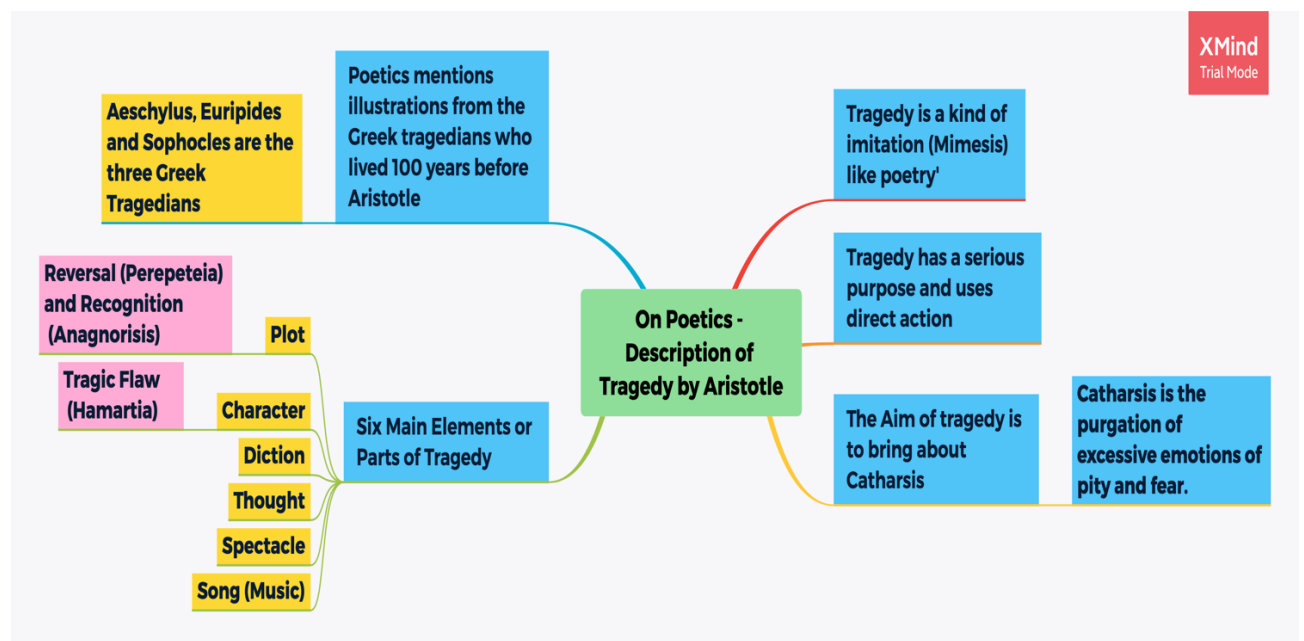 XMind
Trial Mode
On Poetics -
Description of
Tragedy by Aristotle
Tragedy is a kind of
imitation (Mimesis)
like poetry'
Tragedy has a serious
purpose and uses
direct action
The Aim of tragedy is
to bring about
Catharsis
Catharsis is the
purgation of
excessive emotions of
pity and fear.
Poetics mentions
illustrations from the
Greek tragedians who
lived 100 years before
Aristotle
Aeschylus, Euripides
and Sophocles are the
three Greek
Tragedians
Six Main Elements or
Parts of Tragedy
Plot
Reversal (Perepeteia)
and Recognition
(Anagnorisis)
Character
Tragic Flaw
(Hamartia)
Diction
Thought
Spectacle
Song (Music)